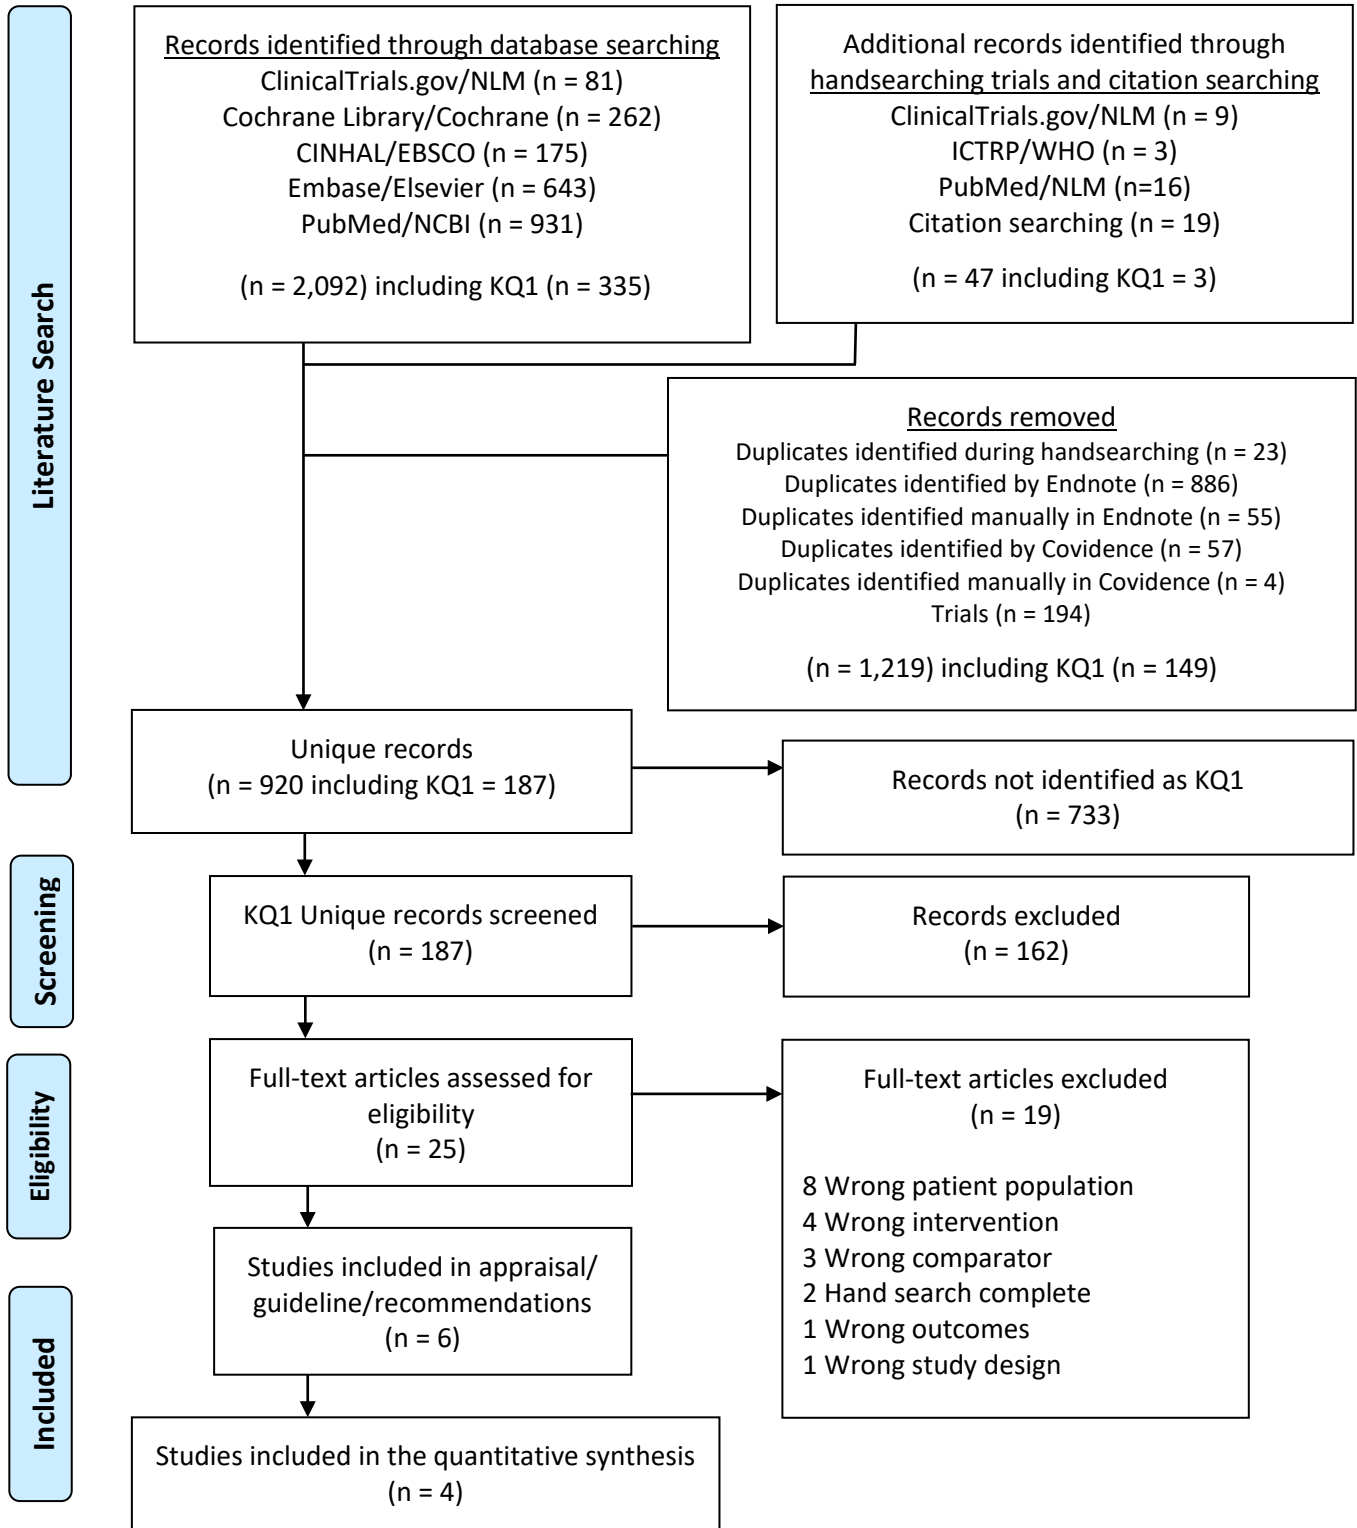 Literature Search
Records identified through database searching
ClinicalTrials.gov/NLM (n = 81)
Cochrane Library/Cochrane (n = 262)
CINHAL/EBSCO (n = 175)
Embase/Elsevier (n = 643)
PubMed/NCBI (n = 931)
(n = 2,092) including KQ1 (n = 335)
Additional records identified through
handsearching trials and citation searching
ClinicalTrials.gov/NLM (n = 9)
ICTRP/WHO (n = 3)
PubMed/NLM (n=16)
Citation searching (n = 19)
(n = 47 including KQ1 = 3)
Records removed
Duplicates identified during handsearching (n = 23)
Duplicates identified by Endnote (n = 886)
Duplicates identified manually in Endnote (n = 55)
Duplicates identified by Covidence (n = 57)
Duplicates identified manually in Covidence (n = 4)
Trials (n = 194)
(n = 1,219) including KQ1 (n = 149)
Unique records
(n = 920 including KQ1 = 187)
Records not identified as KQ1
(n = 733)
Screening
KQ1 Unique records screened
(n = 187)
Records excluded
(n = 162)
Eligibility
Full-text articles assessed for
eligibility
(n = 25)
Full-text articles excluded
(n = 19)
8 Wrong patient population
4 Wrong intervention
3 Wrong comparator
2 Hand search complete
1 Wrong outcomes
1 Wrong study design
Included
Studies included in appraisal/
guideline/recommendations
(n = 6)
Studies included in the quantitative synthesis
(n = 4)